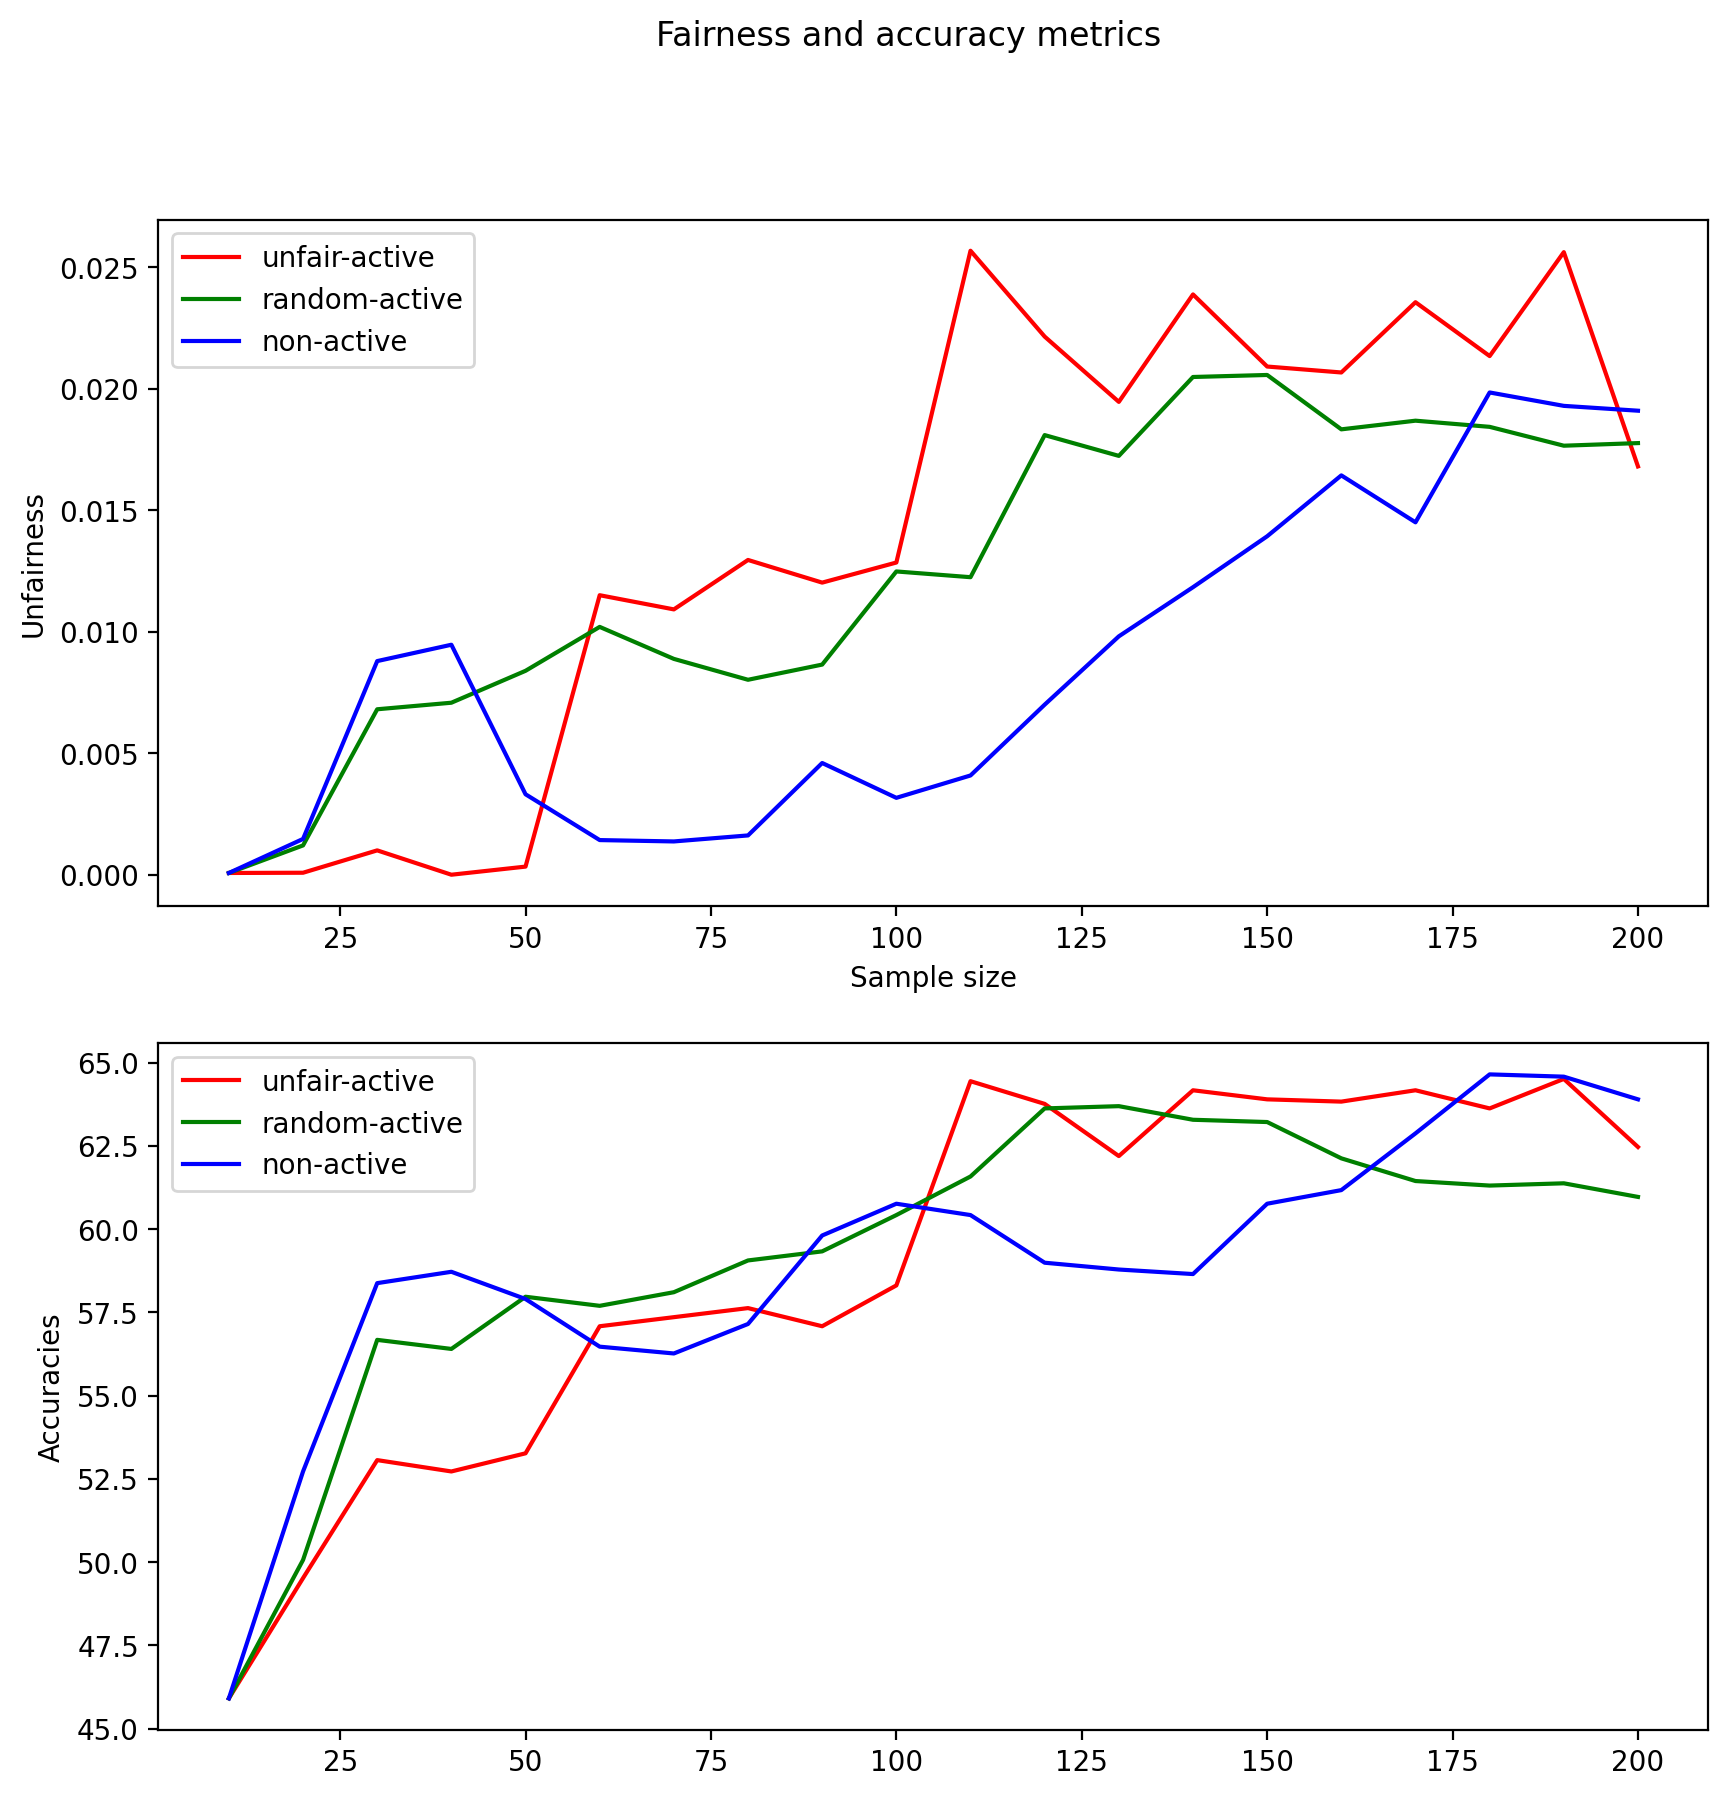 Fairness and accuracy metrics
unfair-active
random-active
non-active
Unfairness
0.025
0.020
0.015
0.010
0.005
0.000
25 50 75 100 125 150 175 200
Sample size
unfair-active
random-active
non-active
Accuracies
65.0
62.5
60.0
57.5
55.0
52.5
50.0
47.5
45.0
25 50 75 100 125 150 175 200